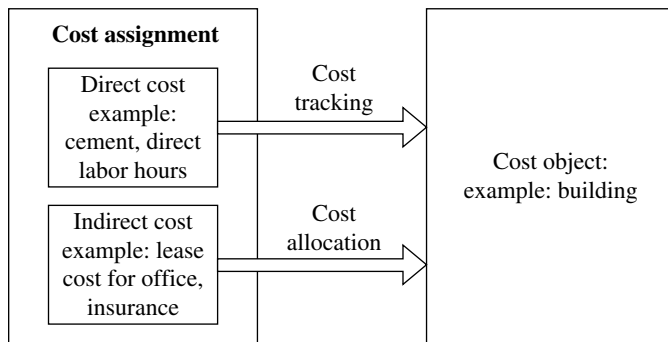 Cost assignment
Direct cost
example:
cement, direct
labor hours
Cost
tracking
Indirect cost
example: lease
cost for office,
insurance
Cost
allocation
Cost object:
example: building